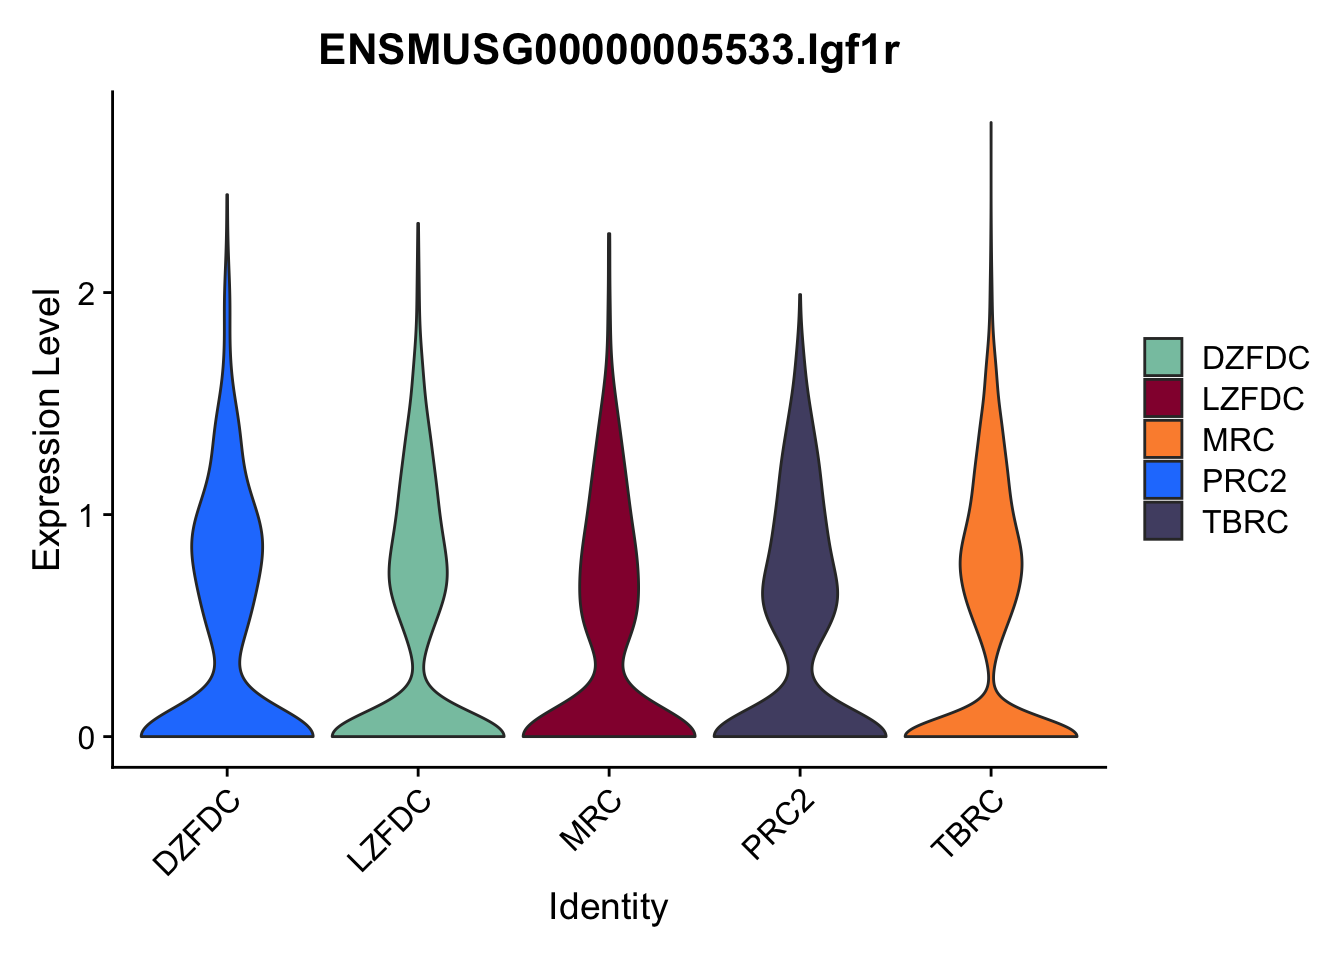 ENSMUSG00000005533.Igf1r
Expression Level
2
1
0
DZFDC
LZFDC
MRC
PRC2
TBRC
Identity
DZFDC
LZFDC
MRC
PRC2
TBRC